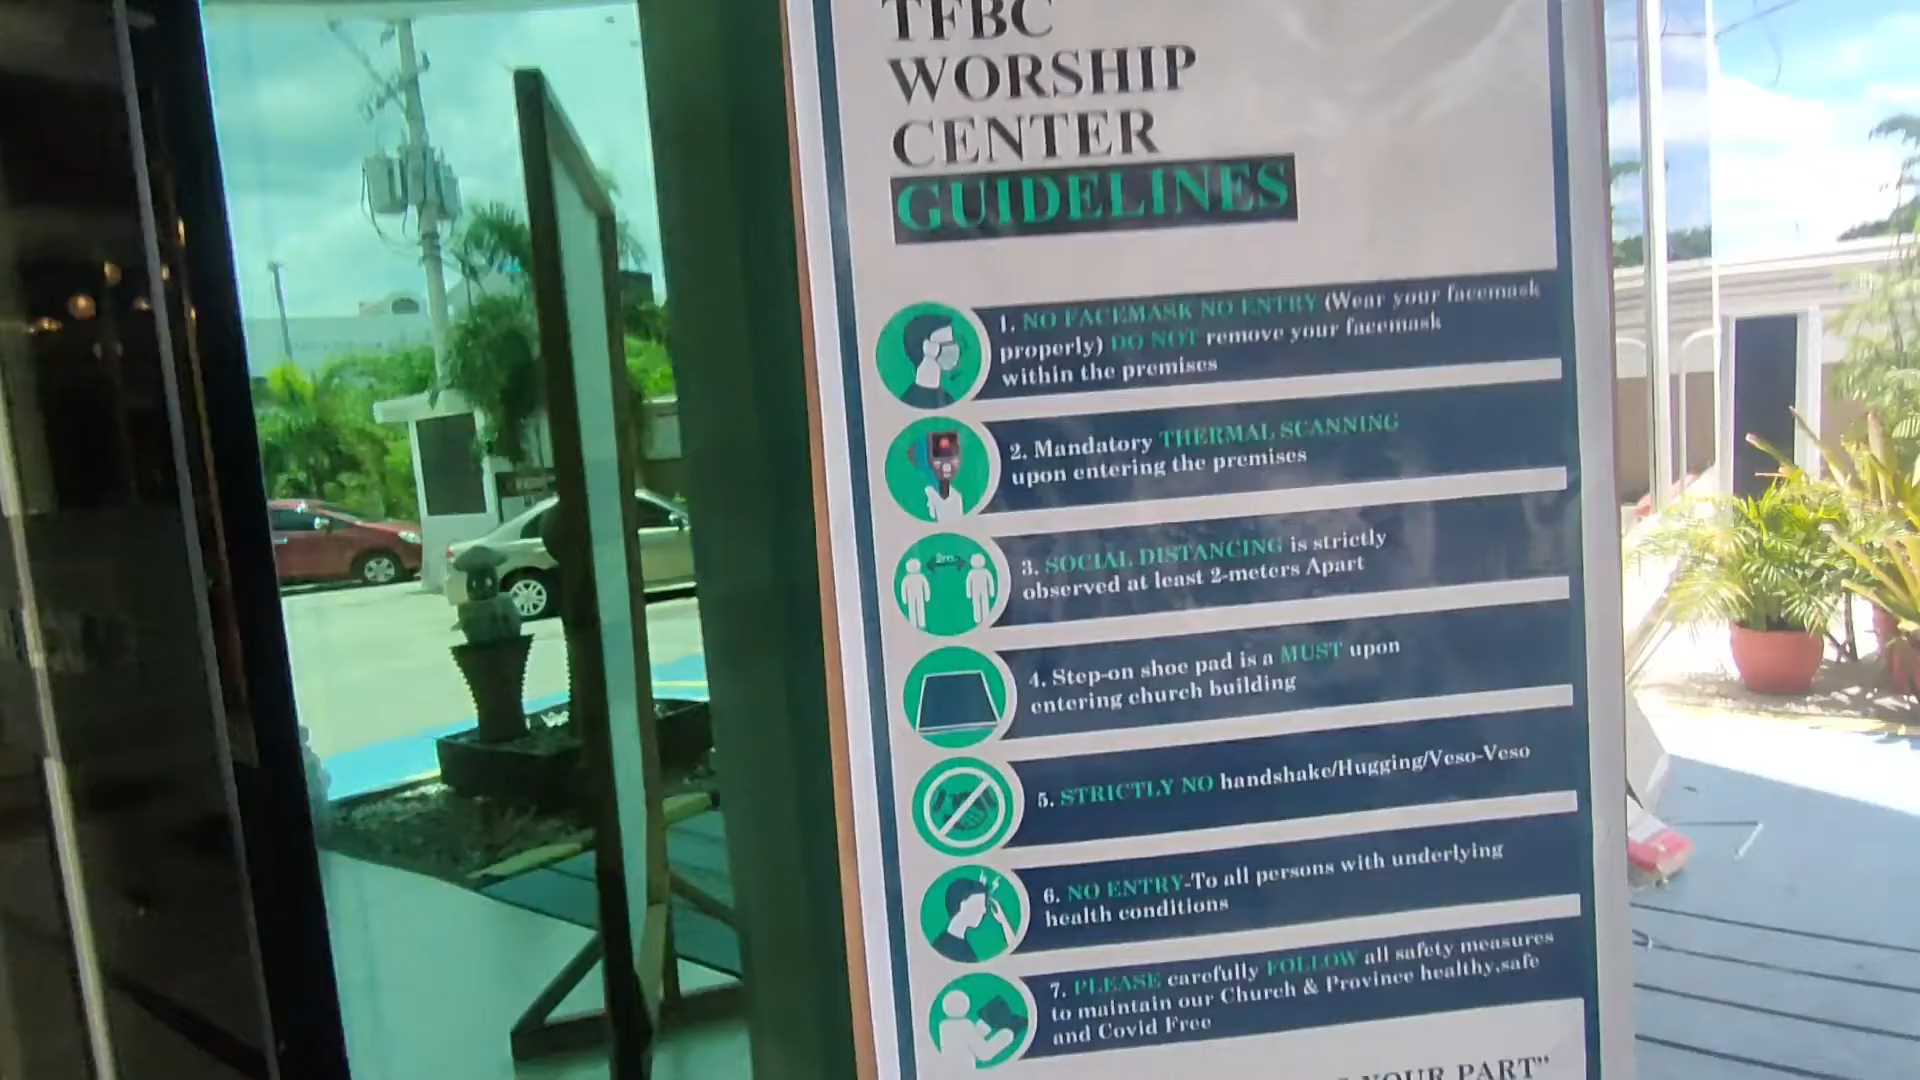 TFBC
WORSHIP
CENTER
GUIDELINES
1. NO FACEMASK NO ENTRY (Wear your facemask
properly) DO NOT remove your facemask
within the premises
2. Mandatory THERMAL SCANNING
upon entering the premises
2m
3. SOCIAL DISTANCING is strictly
observed at least 2-meters Apart
4. Step-on shoe pad is a MUST upon
entering church building
5. STRICTLY NO handshake/Hugging/Veso-Veso
6. NO ENTRY-To all persons with underlying
health conditions
7. PLEASE carefully FOLLOW all safety measures
to maintain our Church & Province healthy,safe
and Covid Free
YOUR PART"